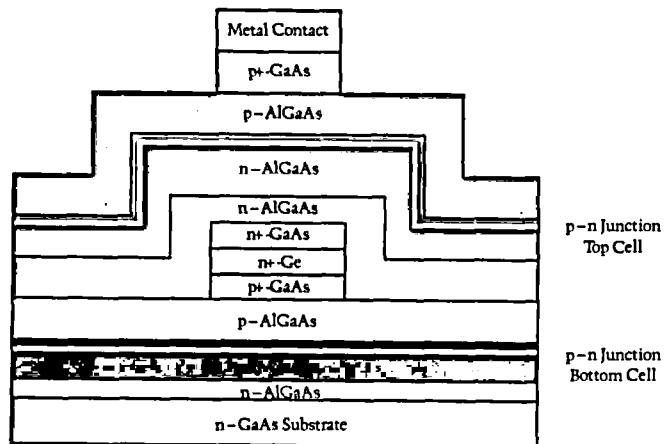 Metal Contact
p+-GaAs
p-AlGaAs
n-AlGaAs
n-AlGaAs
n+-GaAs
n+-Ge
p+-GaAs
p-AlGaAs
n-AlGaAs
n-GaAs Substrate
p-n Junction
Top Cell
p-n Junction
Bottom Cell